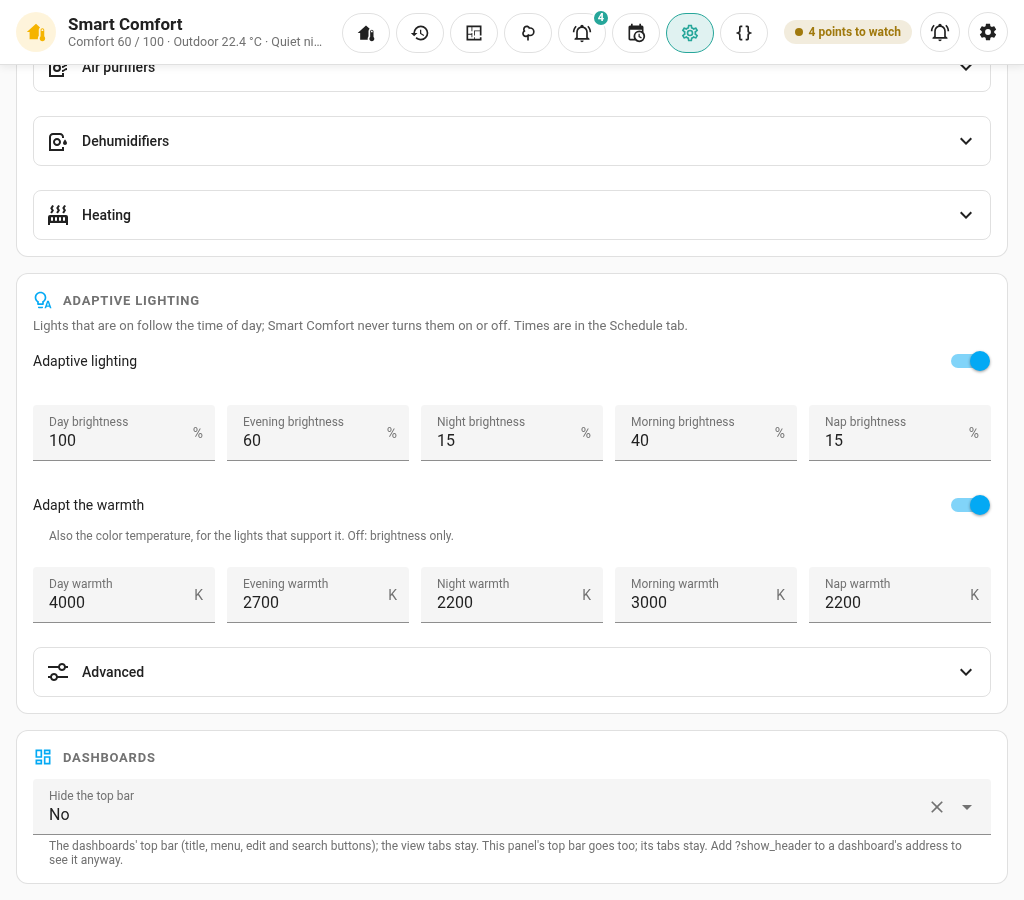 Smart Comfort
Comfort 60 / 100 · Outdoor 22.4 °C · Quiet ni…
4
4 points to watch
Air purifiers
Dehumidifiers
Heating
ADAPTIVE LIGHTING
Lights that are on follow the time of day; Smart Comfort never turns them on or off. Times are in the Schedule tab.
Adaptive lighting
Day brightness
100 %
Evening brightness
60 %
Night brightness
15 %
Morning brightness
40 %
Nap brightness
15 %
Adapt the warmth
Also the color temperature, for the lights that support it. Off: brightness only.
Day warmth
4000 K
Evening warmth
2700 K
Night warmth
2200 K
Morning warmth
3000 K
Nap warmth
2200 K
Advanced
DASHBOARDS
Hide the top bar
No
The dashboards' top bar (title, menu, edit and search buttons); the view tabs stay. This panel's top bar goes too; its tabs stay. Add ?show_header to a dashboard's address to
see it anyway.